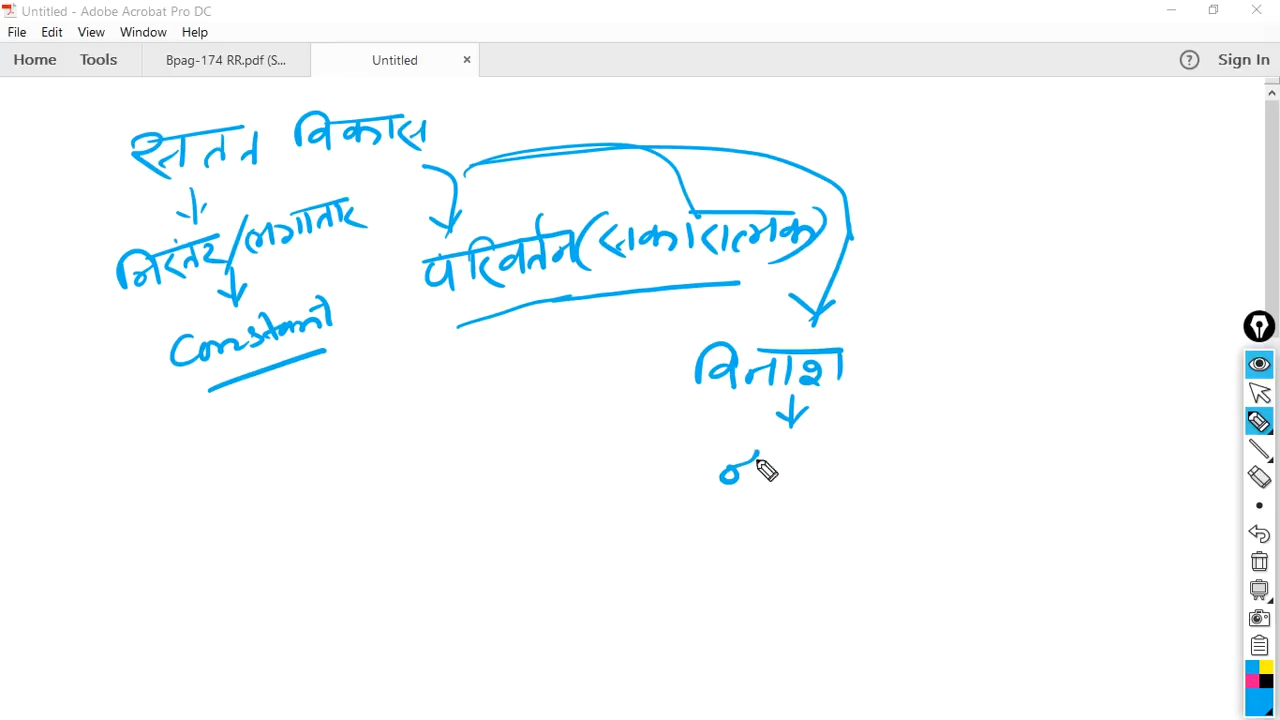 Untitled - Adobe Acrobat Pro DC
File Edit View Window Help
Home Tools Bpag-174 RR.pdf (S... Untitled × ? Sign In
सतत विकास
निरंतर/लगातार
परिवर्तन (सकारात्मक)
Constant
विनाश